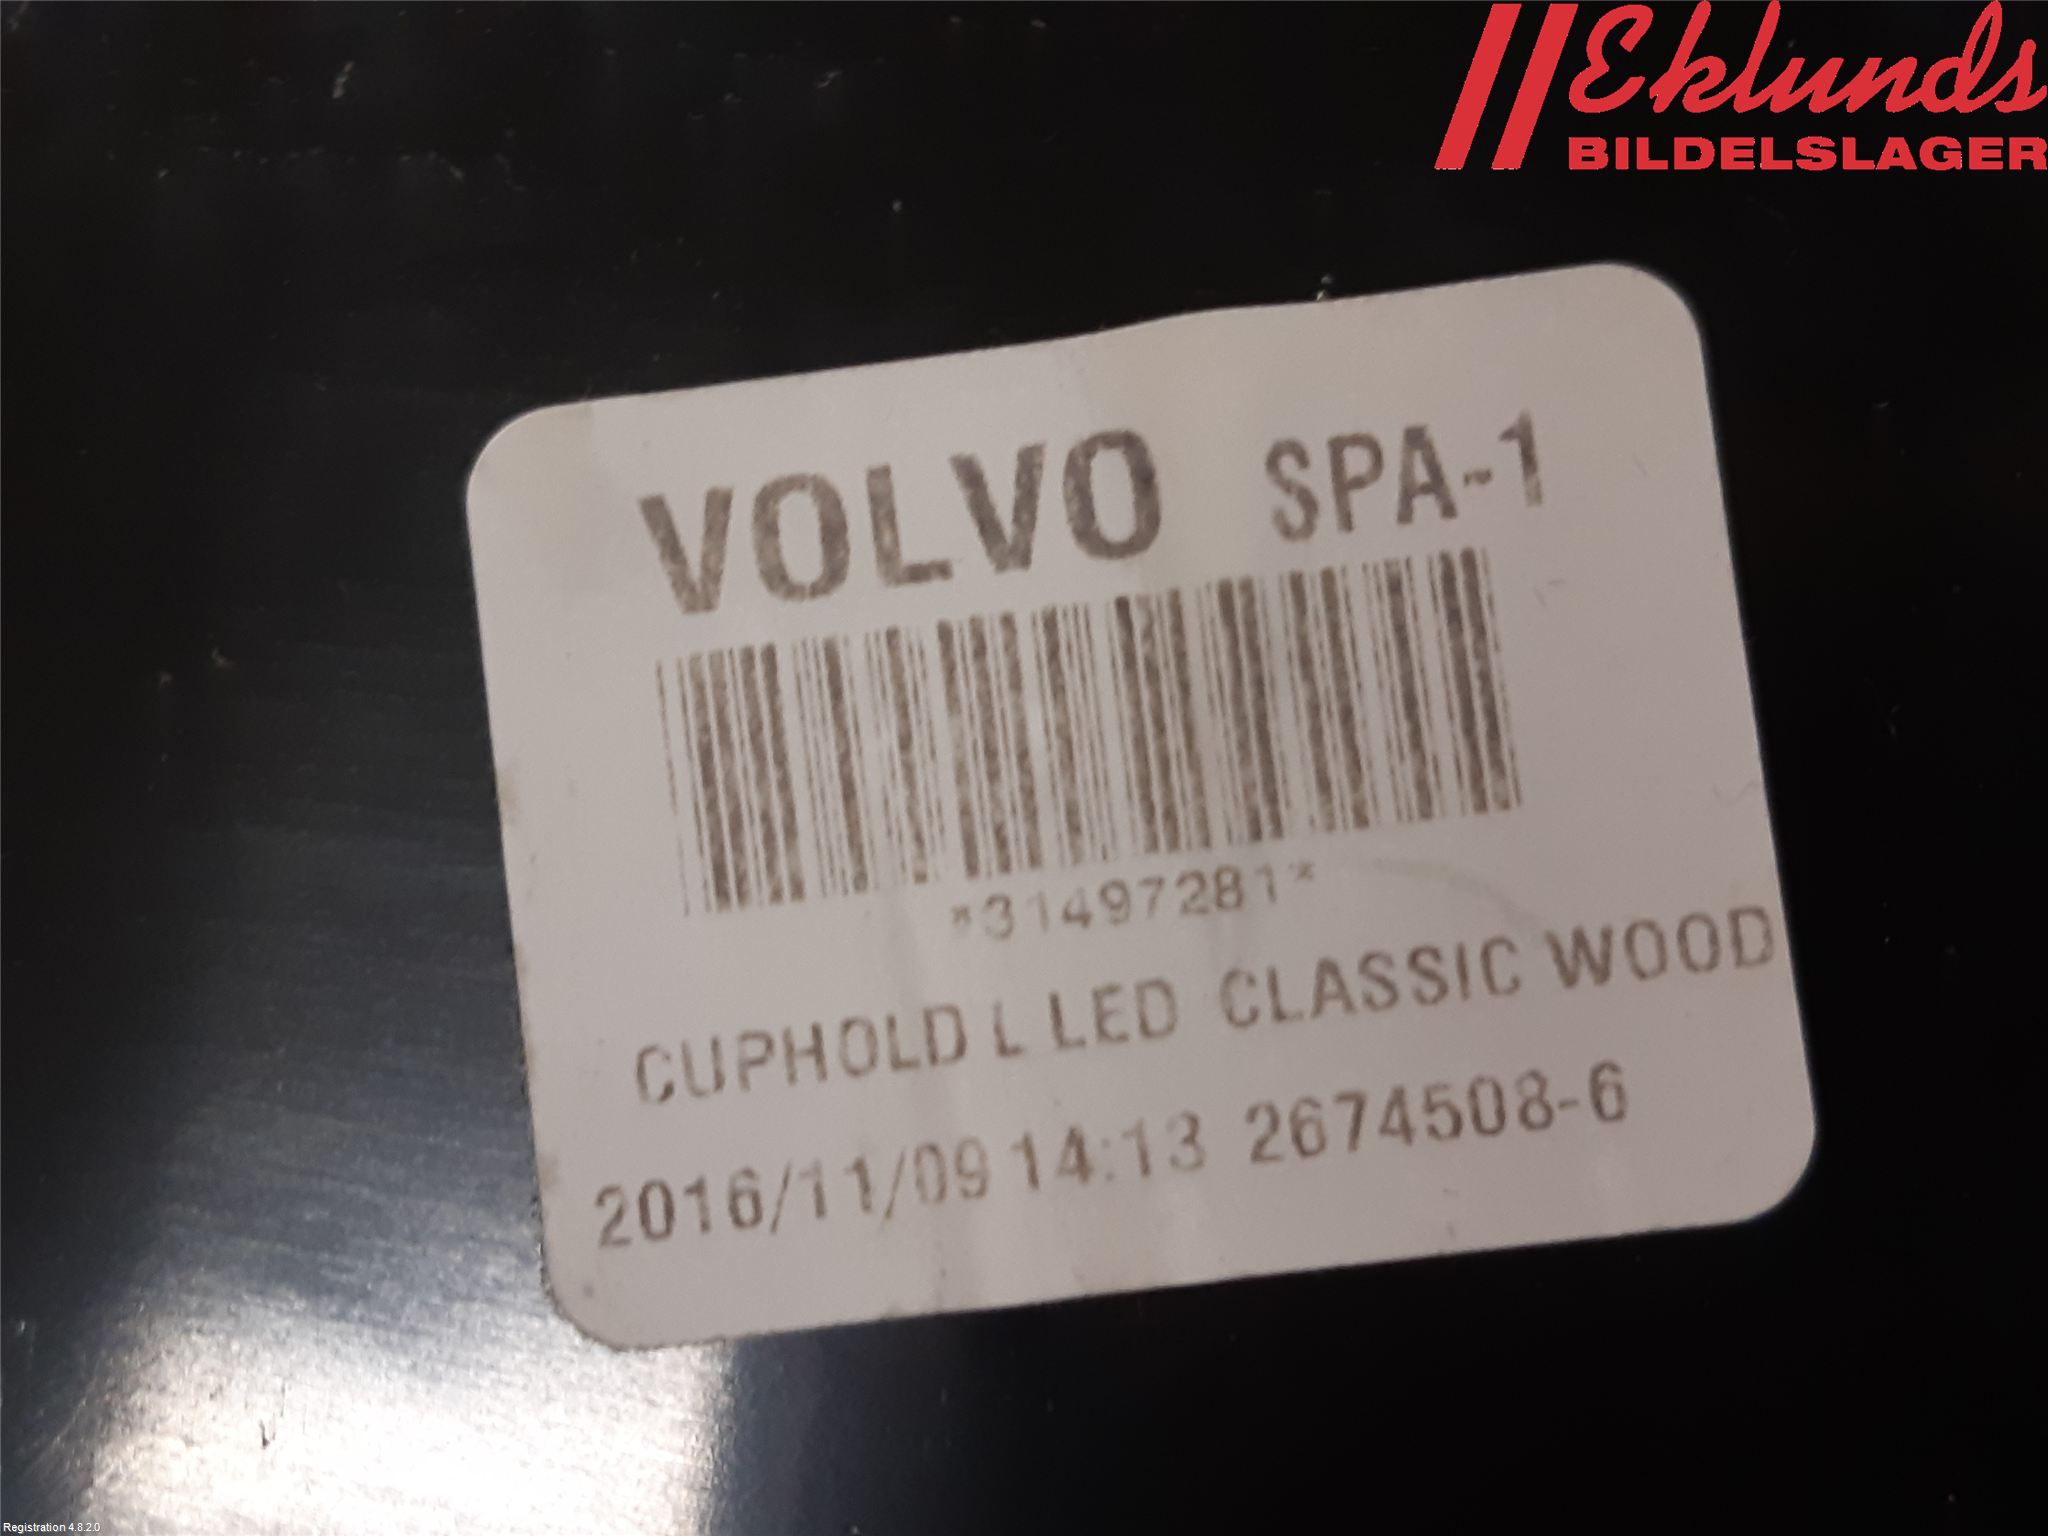 Eklunds
BILDELSLAGER
VOLVO SPA-1
*31497281*
CUPHOLD L LED CLASSIC WOOD
2016/11/09 14:13 2674508-6
Registration 4.8.2.0